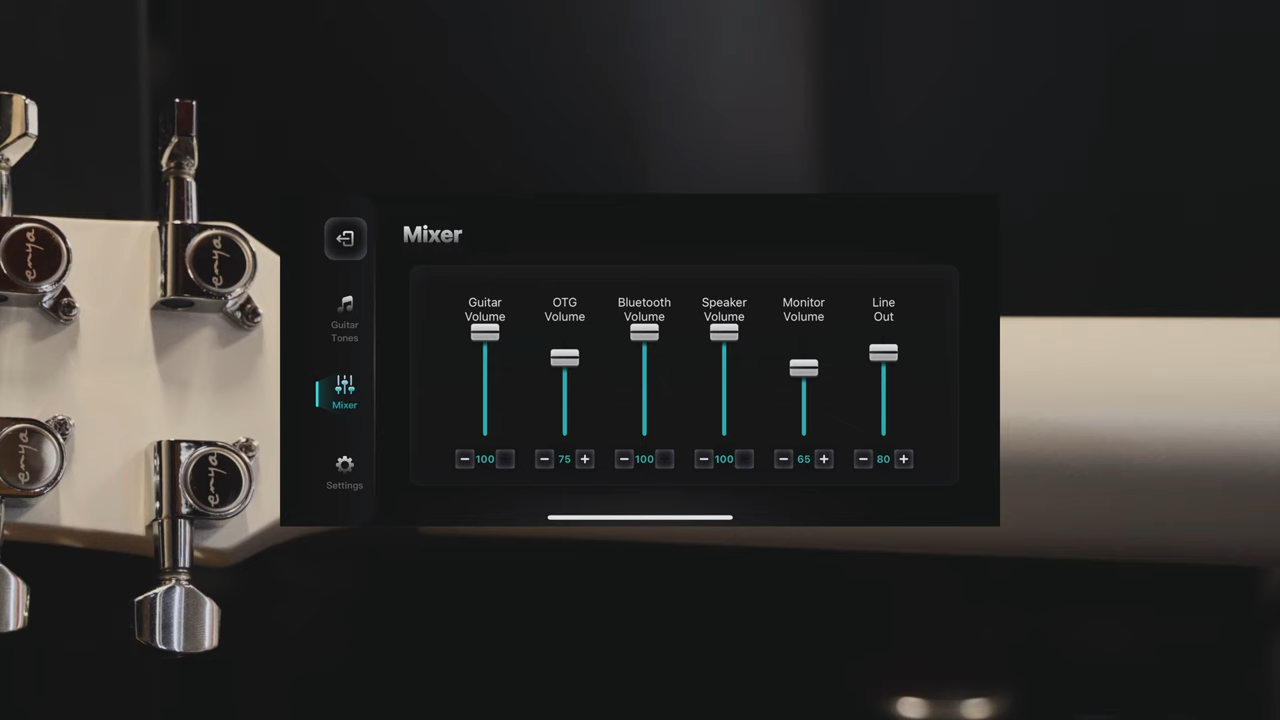 Mixer
Guitar
Volume
OTG
Volume
Bluetooth
Volume
Speaker
Volume
Monitor
Volume
Line
Out
100
75
100
100
65
80
Guitar
Tones
Mixer
Settings
enya
enya
enya
enya